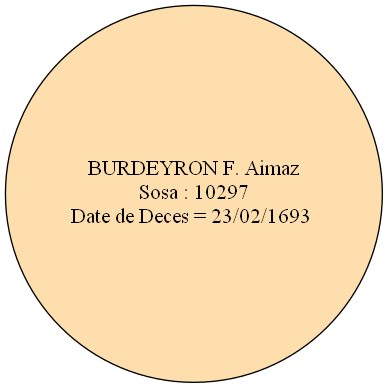 BURDEYRON F. Aimaz
Sosa : 10297
Date de Deces = 23/02/1693